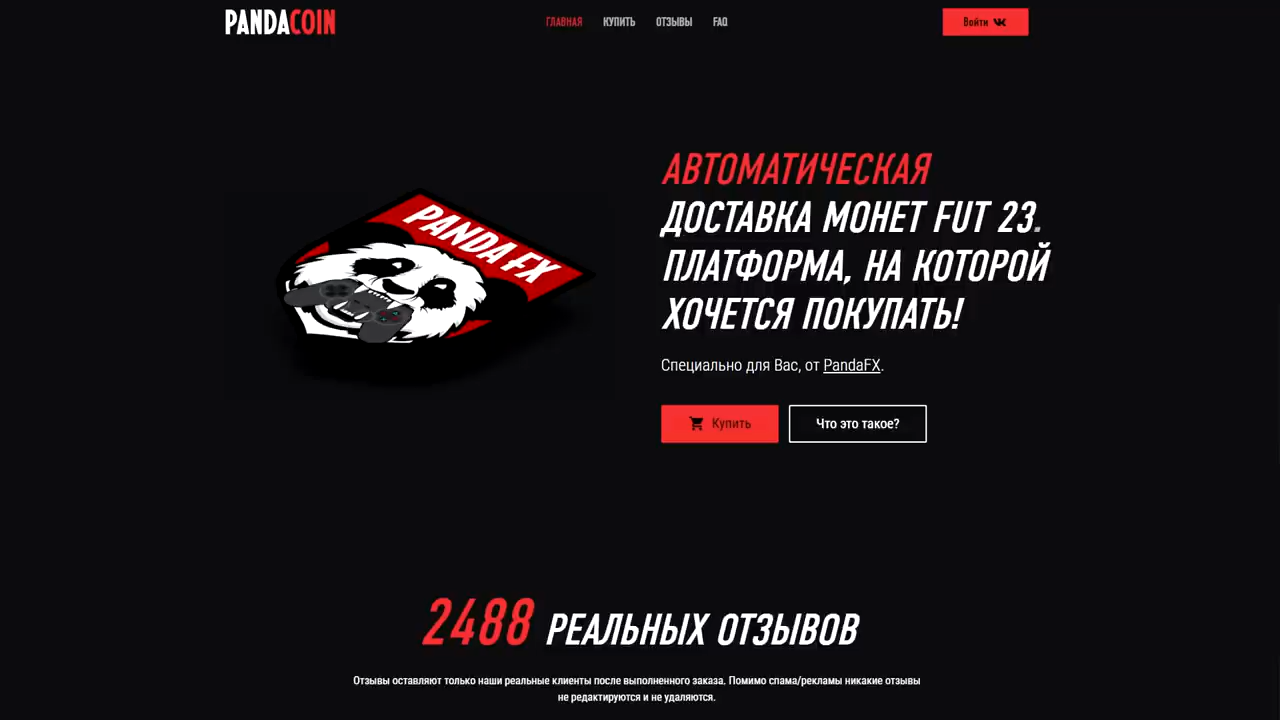 PANDACOIN
ГЛАВНАЯ
КУПИТЬ
ОТЗЫВЫ
FAQ
Войти
PANDA FX
АВТОМАТИЧЕСКАЯ
ДОСТАВКА МОНЕТ FUT 23.
ПЛАТФОРМА, НА КОТОРОЙ
ХОЧЕТСЯ ПОКУПАТЬ!
Специально для Вас, от PandaFX.
Купить
Что это такое?
2488 РЕАЛЬНЫХ ОТЗЫВОВ
Отзывы оставляют только наши реальные клиенты после выполненного заказа. Помимо спама/рекламы никакие отзывы
не редактируются и не удаляются.